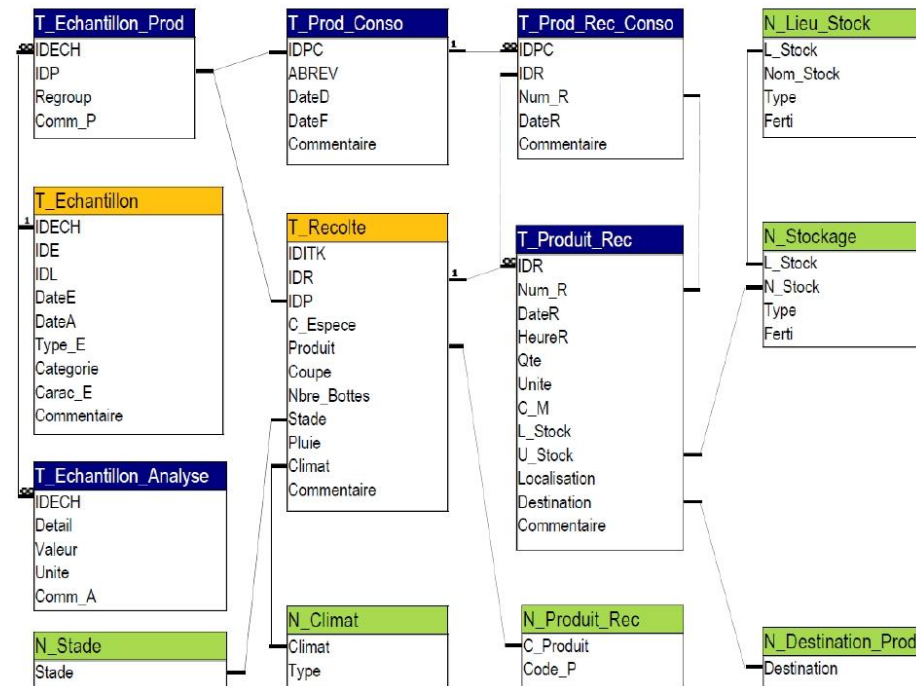 T_Echantillon_Prod
IDECH
IDP
Regroup
Comm_P
T_Prod_Conso
IDPC
ABREV
DateD
DateF
Commentaire
1
T_Prod_Rec_Conso
IDPC
IDR
Num_R
DateR
Commentaire
N_Lieu_Stock
L_Stock
Nom_Stock
Type
Ferti
T_Echantillon
1
IDECH
IDE
IDL
DateE
DateA
Type_E
Categorie
Carac_E
Commentaire
T_Recolte
IDITK
IDR
IDP
C_Espece
Produit
Coupe
Nbre_Bottes
Stade
Pluie
Climat
Commentaire
1
T_Produit_Rec
IDR
Num_R
DateR
HeureR
Qte
Unite
C_M
L_Stock
U_Stock
Localisation
Destination
Commentaire
N_Stockage
L_Stock
N_Stock
Type
Ferti
T_Echantillon_Analyse
IDECH
Detail
Valeur
Unite
Comm_A
N_Stade
Stade
N_Climat
Climat
Type
N_Produit_Rec
C_Produit
Code_P
N_Destination_Prod
Destination